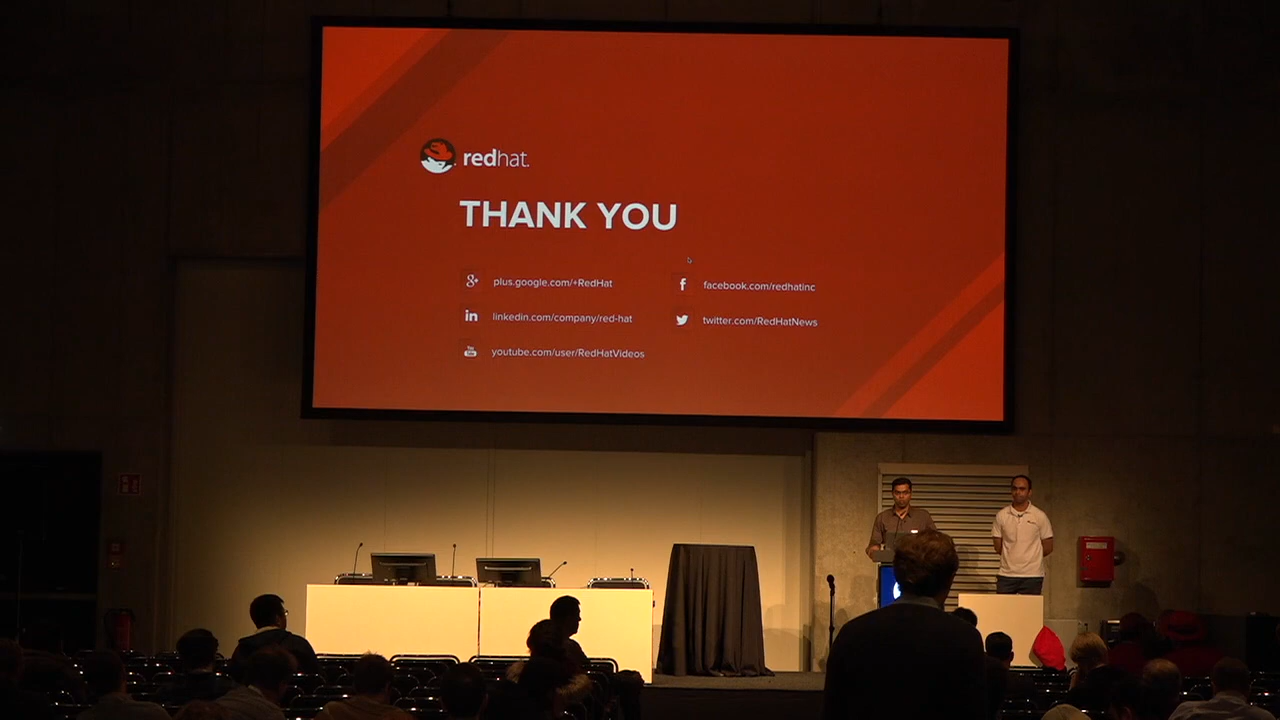 redhat.
THANK YOU
plus.google.com/+RedHat
facebook.com/redhatinc
linkedin.com/company/red-hat
twitter.com/RedHatNews
youtube.com/user/RedHatVideos